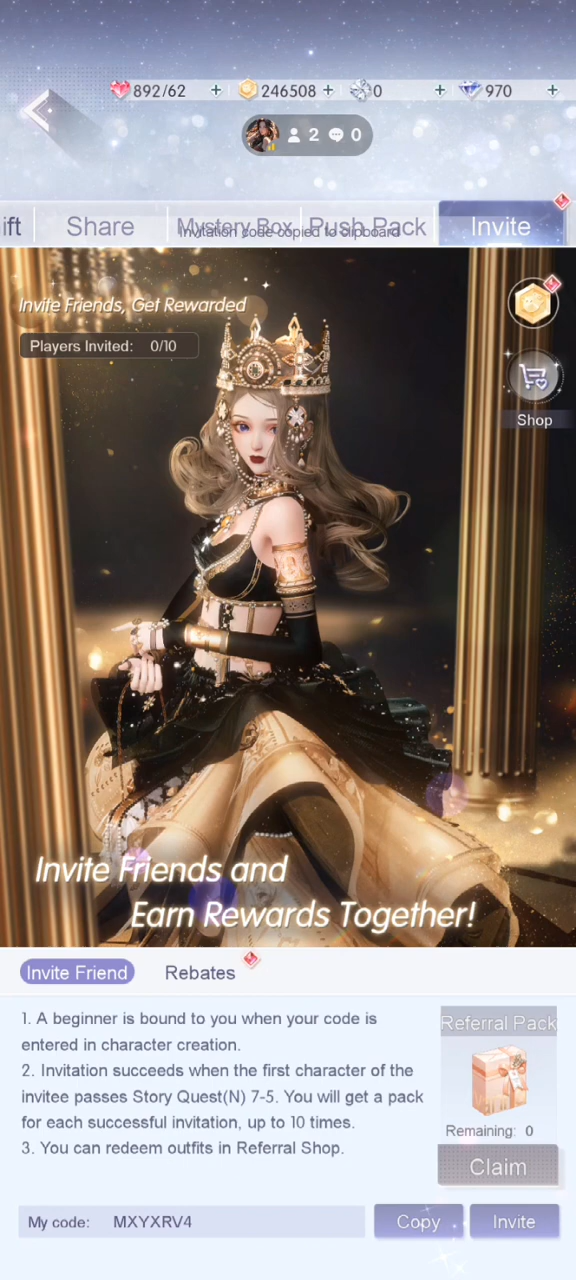 892/62
246508
0
970
2
0
ift
Share
Mystery Box
Push Pack
Invite
Invitation code copied to clipboard
Invite Friends, Get Rewarded
Players Invited: 0/10
Shop
Invite Friends and
Earn Rewards Together!
Invite Friend
Rebates
1. A beginner is bound to you when your code is
entered in character creation.
2. Invitation succeeds when the first character of the
invitee passes Story Quest(N) 7-5. You will get a pack
for each successful invitation, up to 10 times.
3. You can redeem outfits in Referral Shop.
Referral Pack
Remaining: 0
Claim
My code: MXYXRV4
Copy
Invite